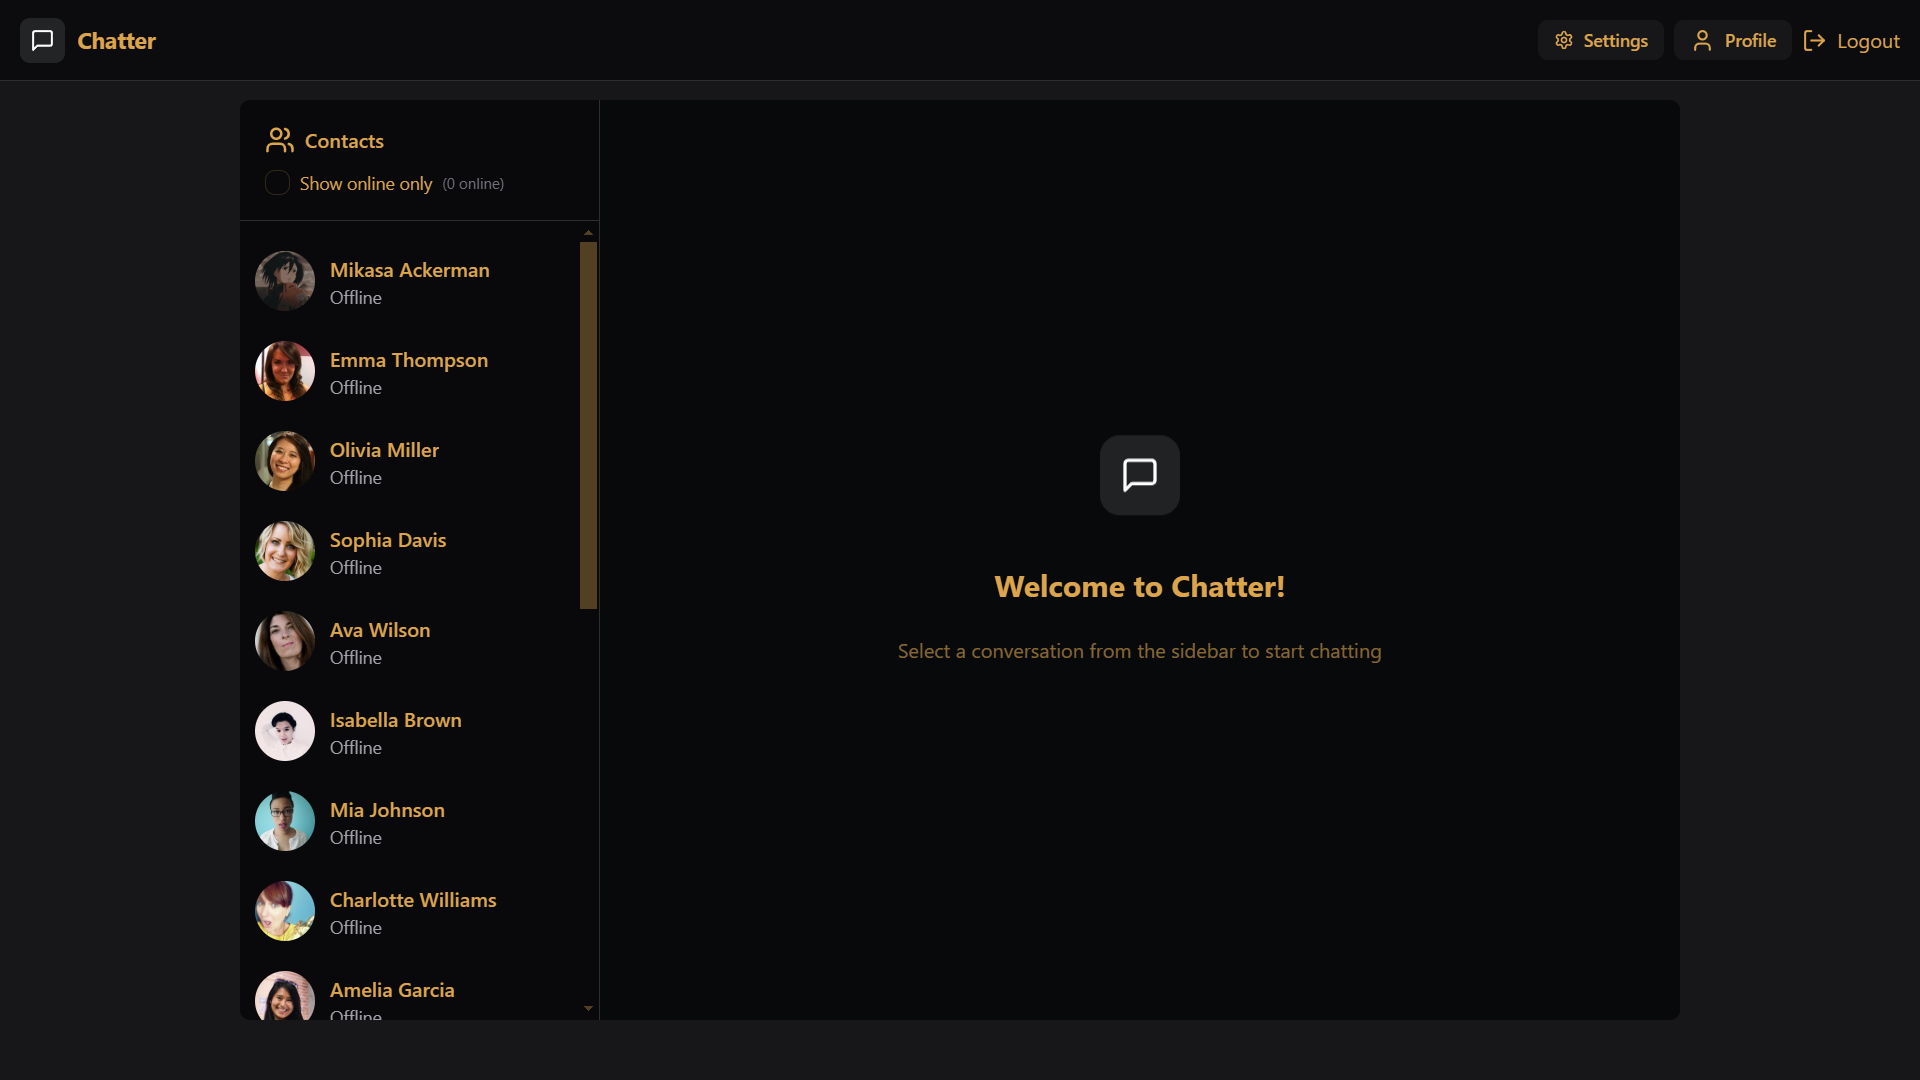 Chatter
Settings
Profile
Logout
Contacts
Show online only (0 online)
Mikasa Ackerman
Offline
Emma Thompson
Offline
Olivia Miller
Offline
Sophia Davis
Offline
Ava Wilson
Offline
Isabella Brown
Offline
Mia Johnson
Offline
Charlotte Williams
Offline
Amelia Garcia
Offline
Welcome to Chatter!
Select a conversation from the sidebar to start chatting